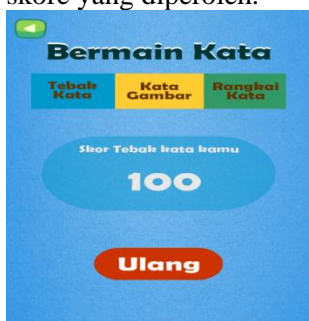 skore yang diperoleh.
Bermain Kata
Tebak Kata
Kata Gambar
Rangkai Kata
Skor Tebak kata kamu
100
Ulang